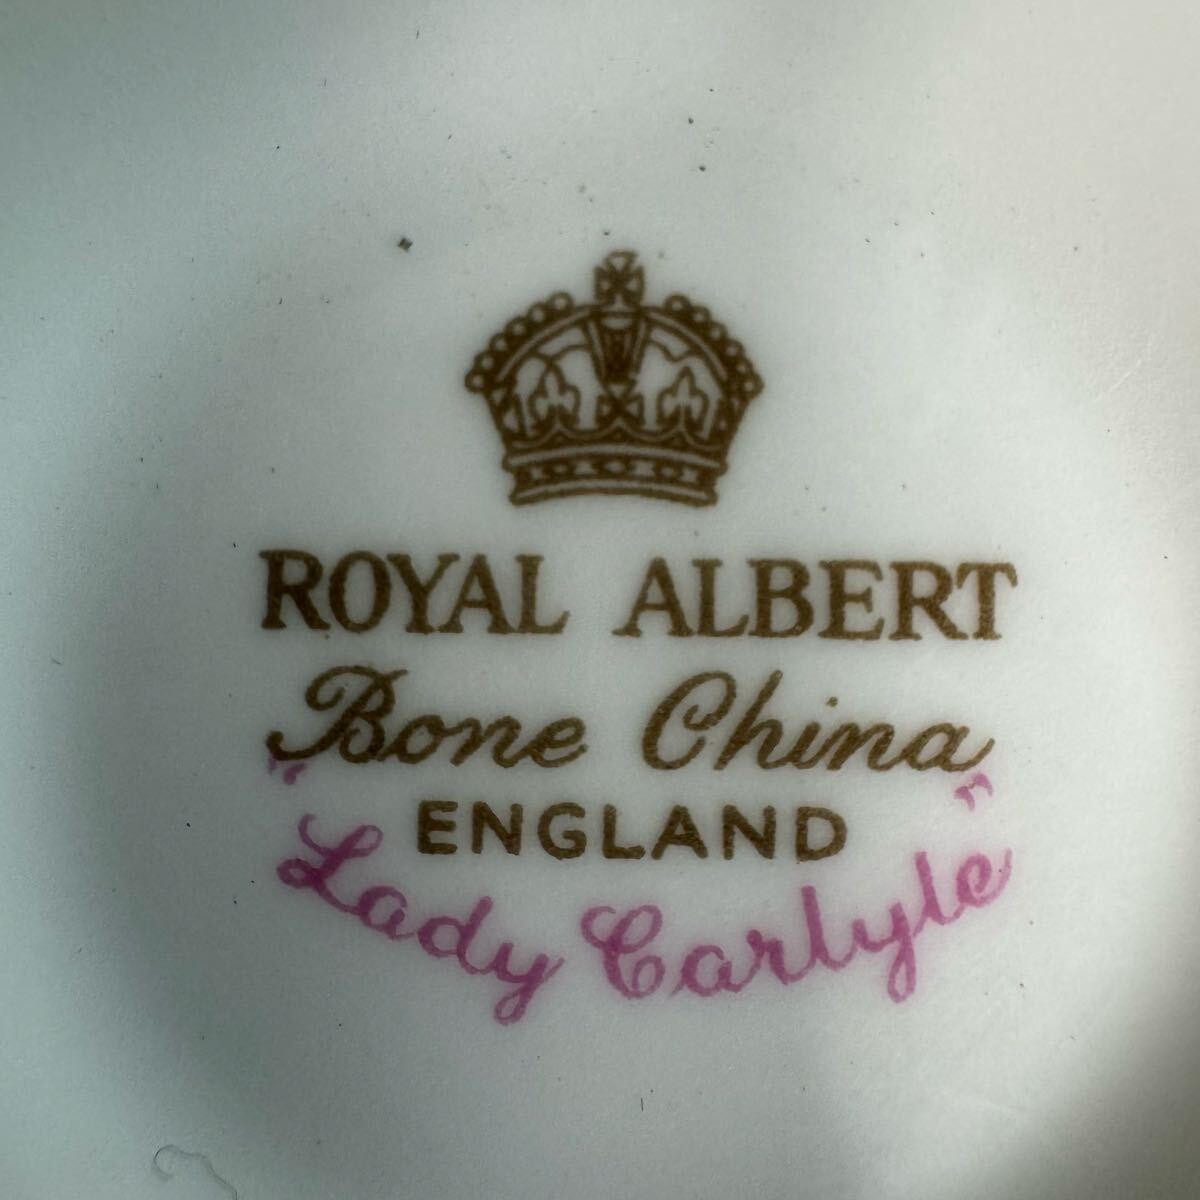 ROYAL ALBERT
Bone China
ENGLAND
"Lady Carlyle"